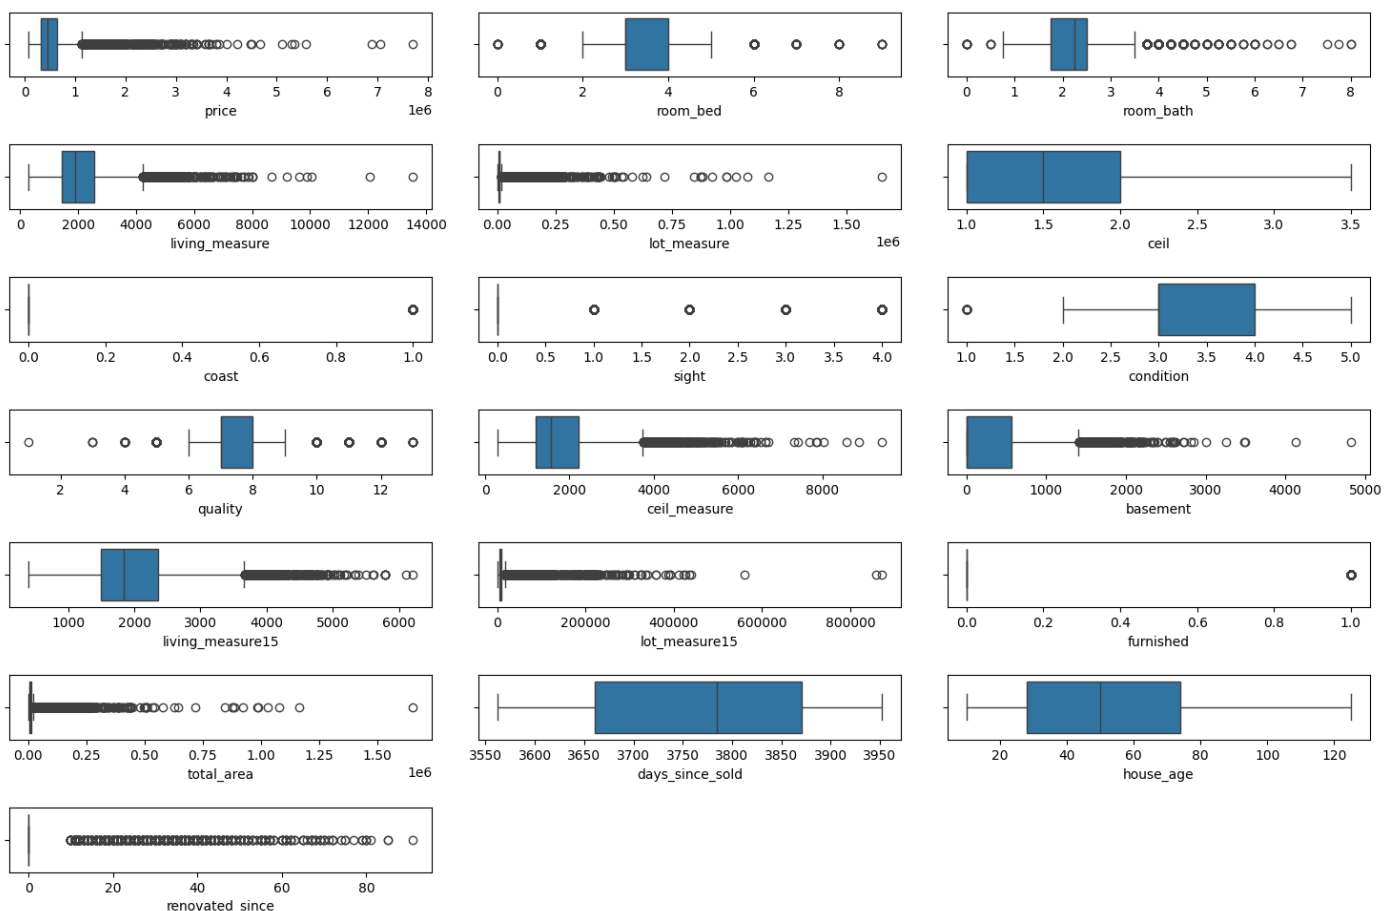 0 1 2 3 4 5 6 7 8
price
1e6
0 2 4 6 8
room_bed
0 1 2 3 4 5 6 7 8
room_bath
0 2000 4000 6000 8000 10000 12000 14000
living_measure
0.00 0.25 0.50 0.75 1.00 1.25 1.50
lot_measure
1e6
1.0 1.5 2.0 2.5 3.0 3.5
ceil
0.0 0.2 0.4 0.6 0.8 1.0
coast
0.0 0.5 1.0 1.5 2.0 2.5 3.0 3.5 4.0
sight
1.0 1.5 2.0 2.5 3.0 3.5 4.0 4.5 5.0
condition
2 4 6 8 10 12
quality
0 2000 4000 6000 8000
ceil_measure
0 1000 2000 3000 4000 5000
basement
1000 2000 3000 4000 5000 6000
living_measure15
0 200000 400000 600000 800000
lot_measure15
0.0 0.2 0.4 0.6 0.8 1.0
furnished
0.00 0.25 0.50 0.75 1.00 1.25 1.50
total_area
1e6
3550 3600 3650 3700 3750 3800 3850 3900 3950
days_since_sold
20 40 60 80 100 120
house_age
0 20 40 60 80
renovated_since